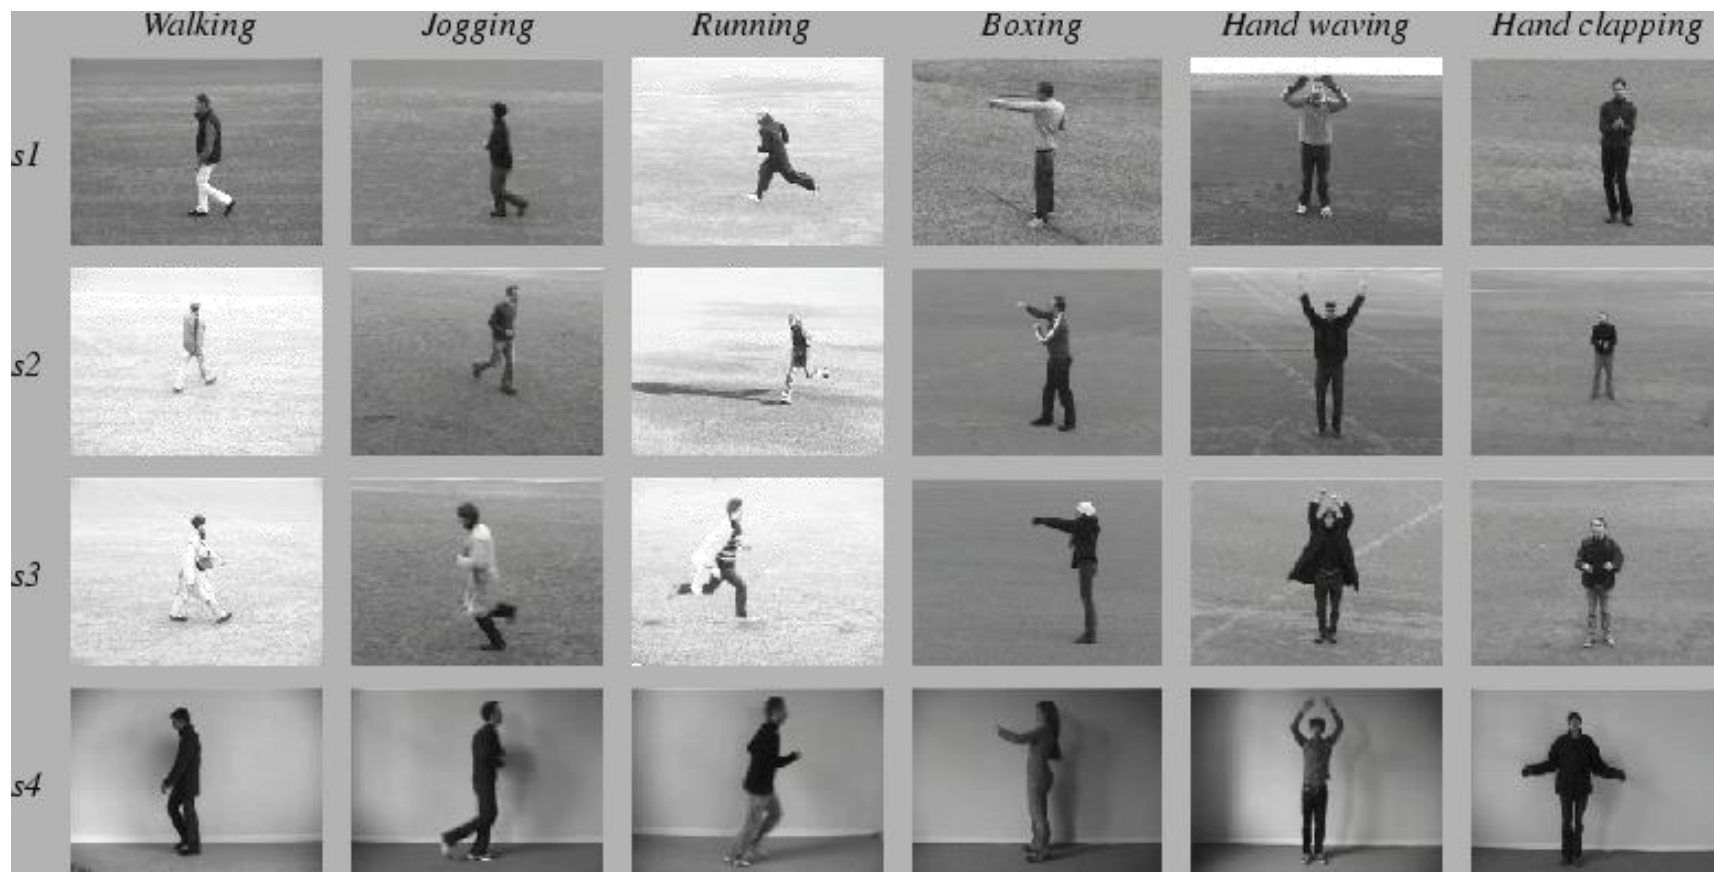 Walking Jogging Running Boxing Hand waving Hand clapping
s1
s2
s3
s4